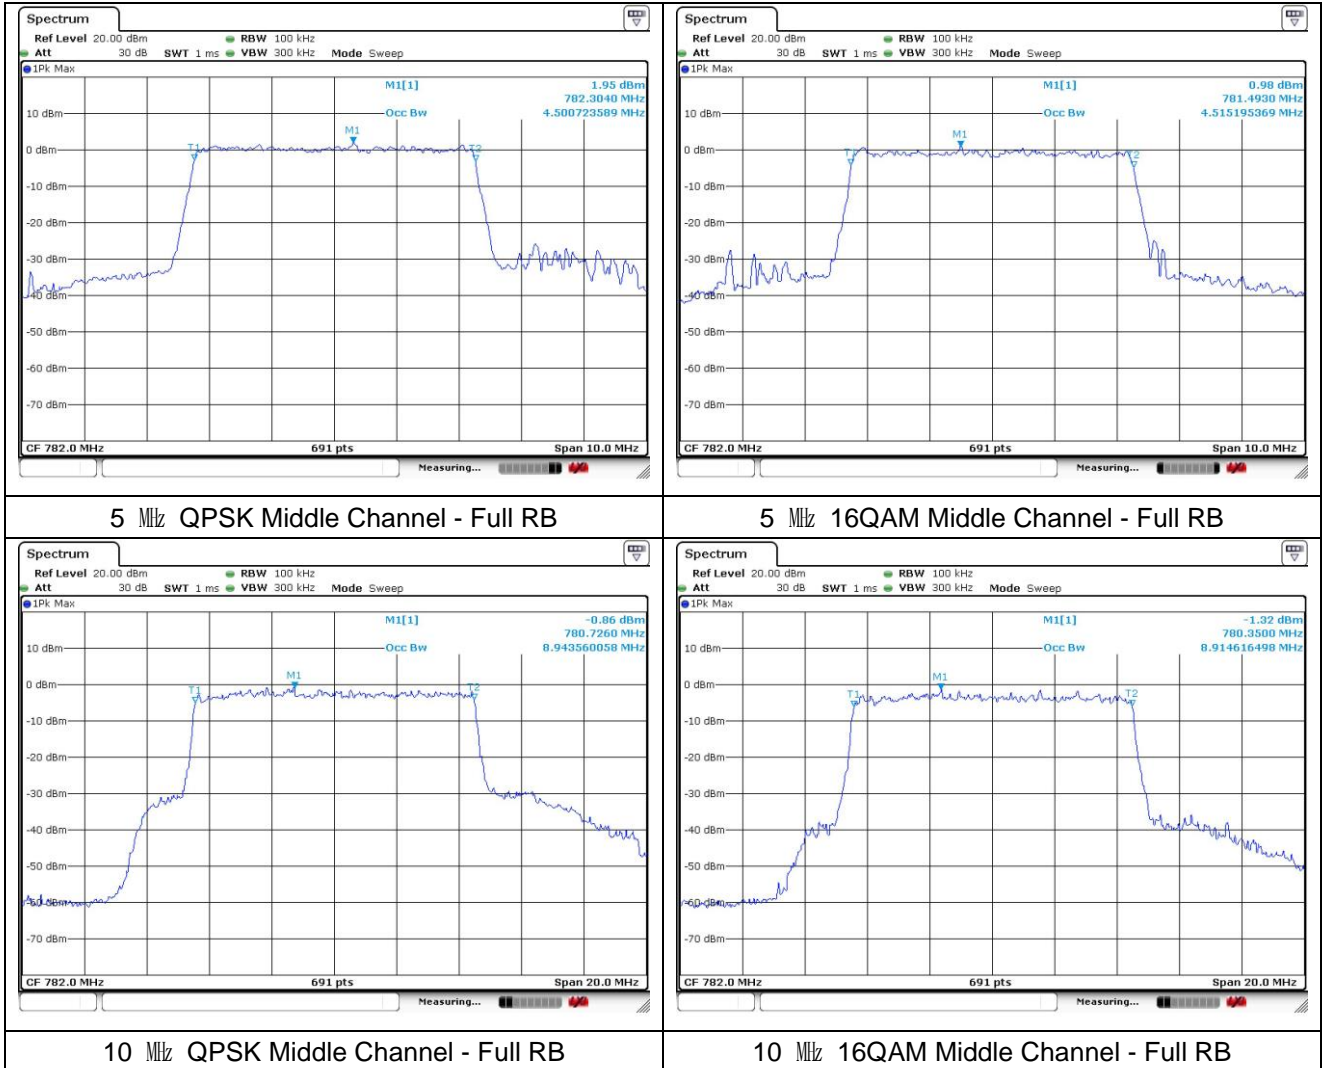 Spectrum
Ref Level 20.00 dBm RBW 100 kHz
Att 30 dB SWT 1 ms VBW 300 kHz Mode Sweep
1Pk Max
M1[1] 1.95 dBm
782.3040 MHz
10 dBm Occ Bw 4.500723589 MHz
M1
0 dBm T1 T2
-10 dBm
-20 dBm
-30 dBm
-40 dBm
-50 dBm
-60 dBm
-70 dBm
CF 782.0 MHz 691 pts Span 10.0 MHz
Measuring...
5 ㎒ QPSK Middle Channel - Full RB
Spectrum
Ref Level 20.00 dBm RBW 100 kHz
Att 30 dB SWT 1 ms VBW 300 kHz Mode Sweep
1Pk Max
M1[1] 0.98 dBm
781.4930 MHz
10 dBm Occ Bw 4.515195369 MHz
M1
0 dBm T1 T2
-10 dBm
-20 dBm
-30 dBm
-40 dBm
-50 dBm
-60 dBm
-70 dBm
CF 782.0 MHz 691 pts Span 10.0 MHz
Measuring...
5 ㎒ 16QAM Middle Channel - Full RB
Spectrum
Ref Level 20.00 dBm RBW 100 kHz
Att 30 dB SWT 1 ms VBW 300 kHz Mode Sweep
1Pk Max
M1[1] -0.86 dBm
780.7260 MHz
10 dBm Occ Bw 8.943560058 MHz
M1
0 dBm T1 T2
-10 dBm
-20 dBm
-30 dBm
-40 dBm
-50 dBm
-60 dBm
-70 dBm
CF 782.0 MHz 691 pts Span 20.0 MHz
Measuring...
10 ㎒ QPSK Middle Channel - Full RB
Spectrum
Ref Level 20.00 dBm RBW 100 kHz
Att 30 dB SWT 1 ms VBW 300 kHz Mode Sweep
1Pk Max
M1[1] -1.32 dBm
780.3500 MHz
10 dBm Occ Bw 8.914616498 MHz
M1
0 dBm T1 T2
-10 dBm
-20 dBm
-30 dBm
-40 dBm
-50 dBm
-60 dBm
-70 dBm
CF 782.0 MHz 691 pts Span 20.0 MHz
Measuring...
10 ㎒ 16QAM Middle Channel - Full RB